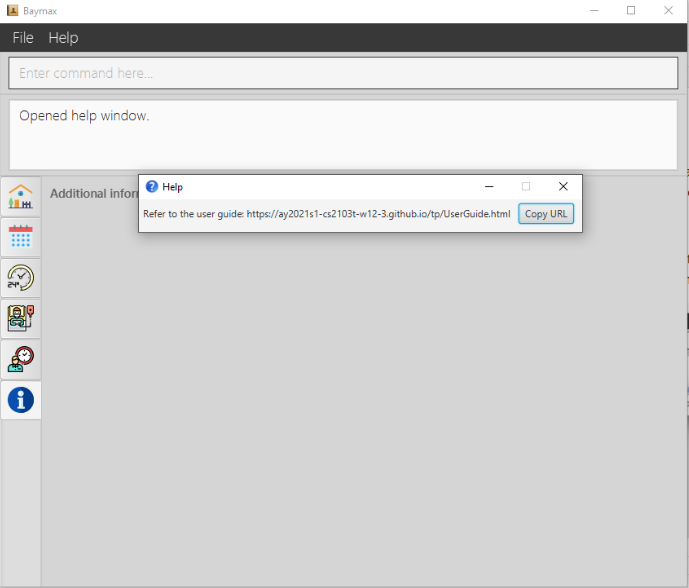 Baymax
File Help
Enter command here...
Opened help window.
Additional
Help
Refer to the user guide: https://ay2021s1-cs2103t-w12-3.github.io/tp/UserGuide.html
Copy URL
24H